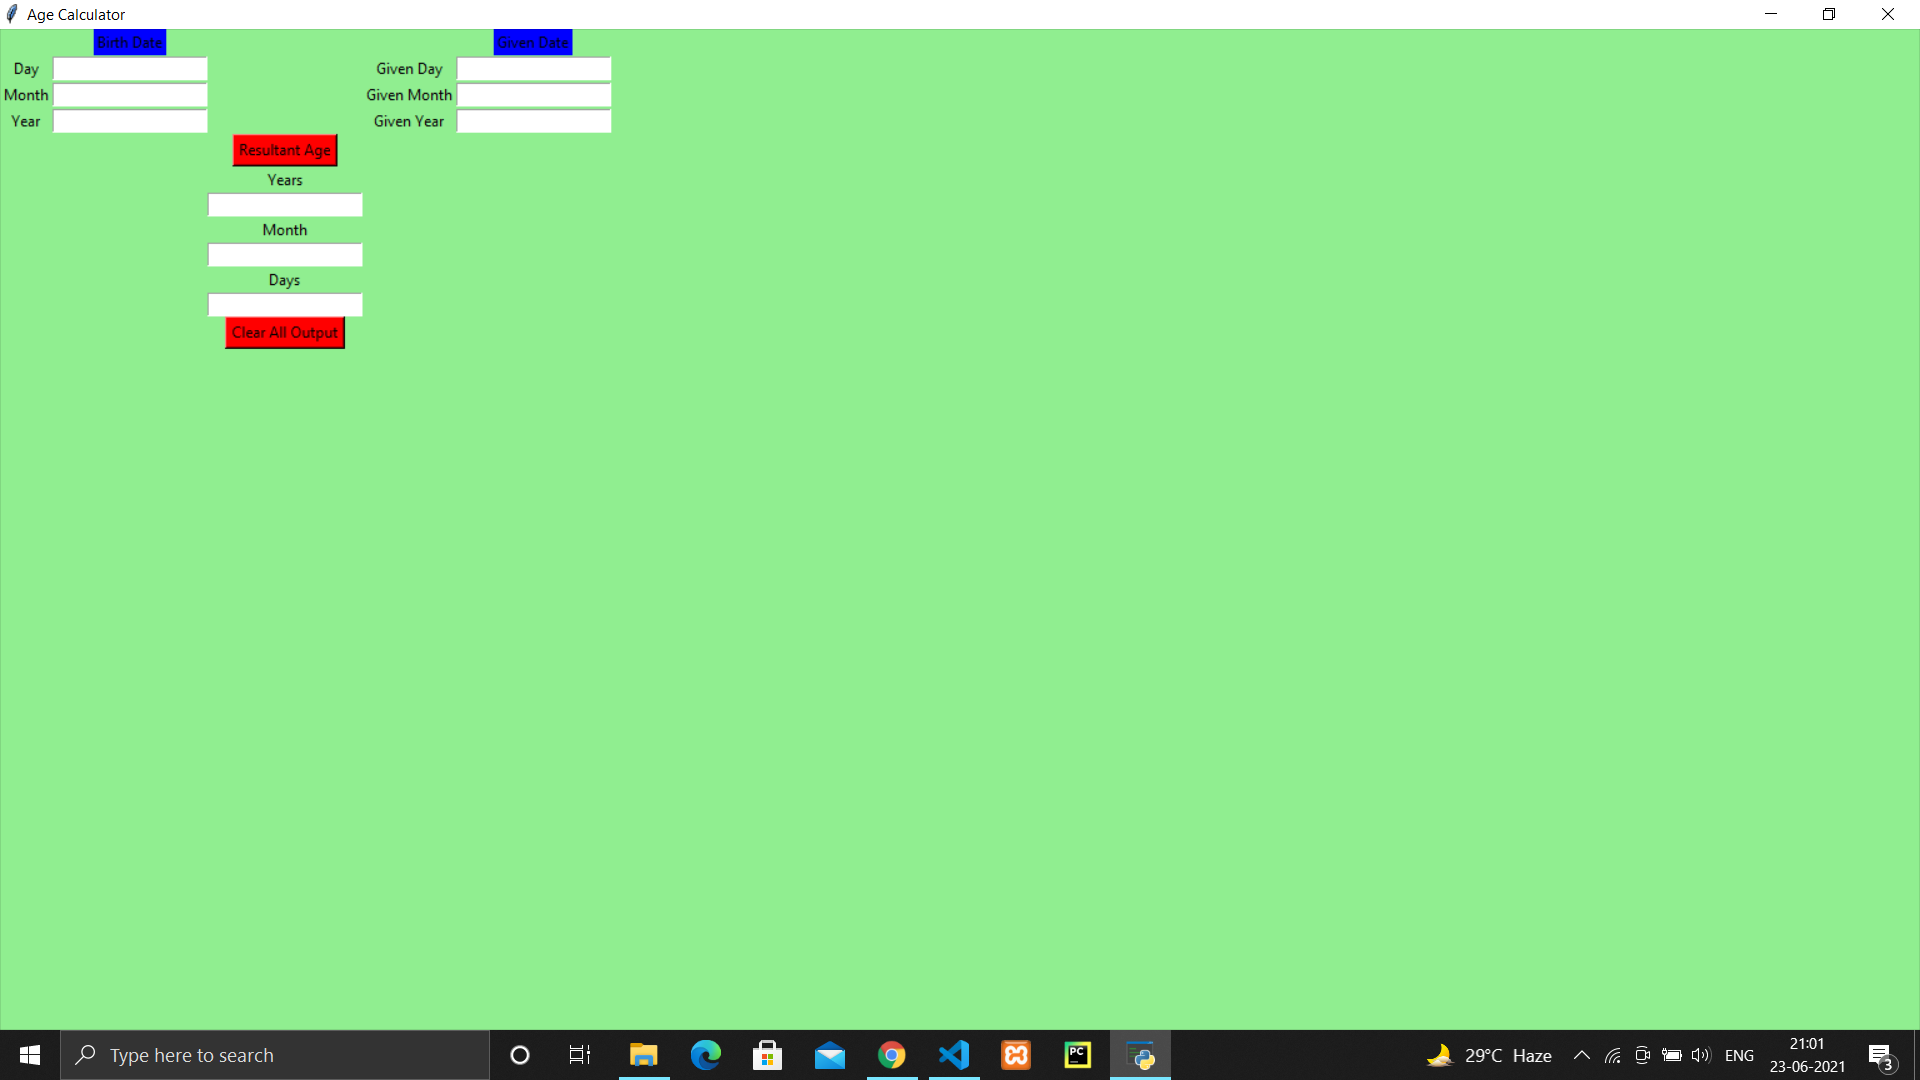 Age Calculator
Birth Date Given Date
Day Given Day
Month Given Month
Year Given Year
Resultant Age
Years
Month
Days
Clear All Output
Type here to search
PC
29°C Haze
ENG
21:01
23-06-2021
3